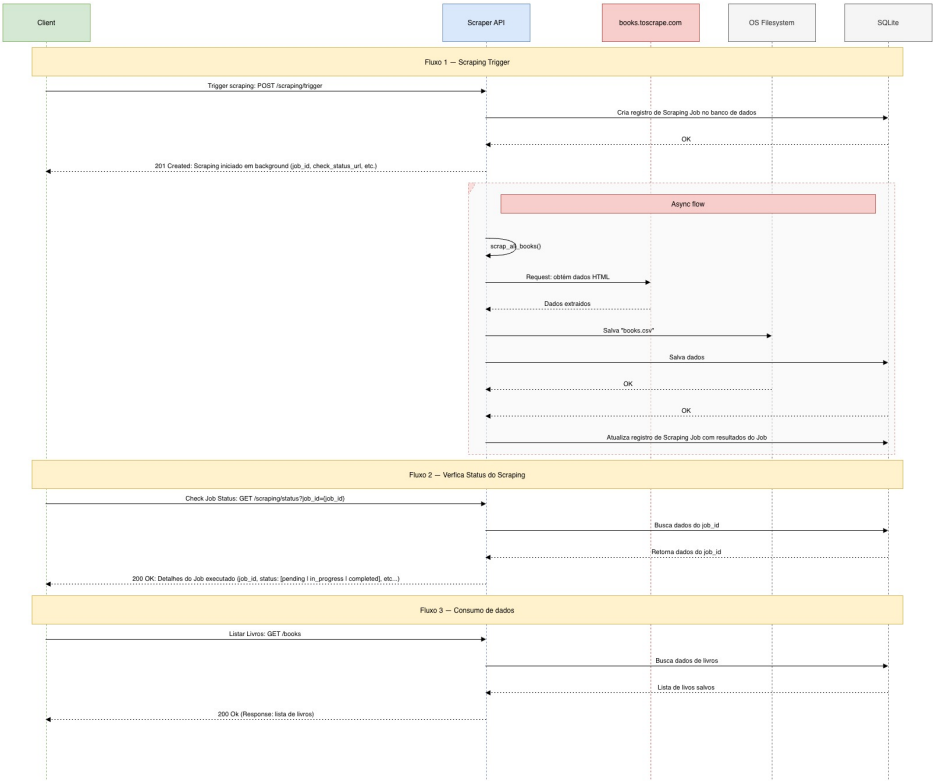 Client
Scraper API
books.toscrape.com
OS Filesystem
SQLite
Fluxo 1 — Scraping Trigger
Trigger scraping: POST /scraping/trigger
Cria registro de Scraping Job no banco de dados
OK
201 Created: Scraping iniciado em background (job_id, check_status_url, etc.)
Async flow
scrap_all_books()
Request: obtém dados HTML
Dados extraidos
Salva "books.csv"
Salva dados
OK
OK
Atualiza registro de Scraping Job com resultados do Job
Fluxo 2 — Verfica Status do Scraping
Check Job Status: GET /scraping/status?job_id={job_id}
Busca dados do job_id
Retorna dados do job_id
200 OK: Detalhes do Job executado (job_id, status: [pending | in_progress | completed], etc...)
Fluxo 3 — Consumo de dados
Listar Livros: GET /books
Busca dados de livros
Lista de livos salvos
200 Ok (Response: lista de livros)